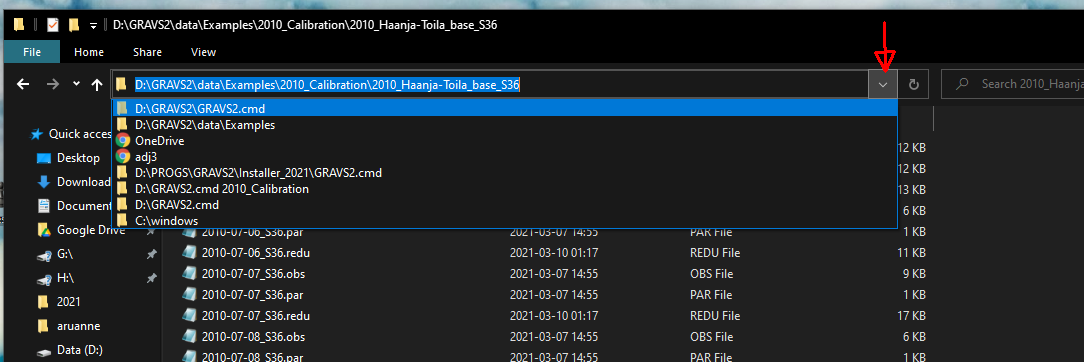 D:\GRAVS2\data\Examples\2010_Calibration\2010_Haanja-Toila_base_S36
File Home Share View
D:\GRAVS2\data\Examples\2010_Calibration\2010_Haanja-Toila_base_S36 Search 2010_Haanja
D:\GRAVS2\GRAVS2.cmd
Quick access D:\GRAVS2\data\Examples
OneDrive 12 KB
Desktop adj3
12 KB
D:\PROGS\GRAVS2\Installer_2021\GRAVS2.cmd
Download D:\GRAVS2.cmd 2010_Calibration 13 KB
Document D:\GRAVS2.cmd 6 KB
C:\windows
Google Drive 2010-07-06_S36.par 2021-03-07 14:55 PAR File 1 KB
G:\ 2010-07-06_S36.redu 2021-03-10 01:17 REDU File 11 KB
H:\ 2010-07-07_S36.obs 2021-03-07 14:55 OBS File 9 KB
2021 2010-07-07_S36.par 2021-03-07 14:55 PAR File 1 KB
aruanne 2010-07-07_S36.redu 2021-03-10 01:17 REDU File 17 KB
Data (D:) 2010-07-08_S36.obs 2021-03-07 14:55 OBS File 6 KB
2010-07-08_S36.par 2021-03-07 14:55 PAR File 1 KB